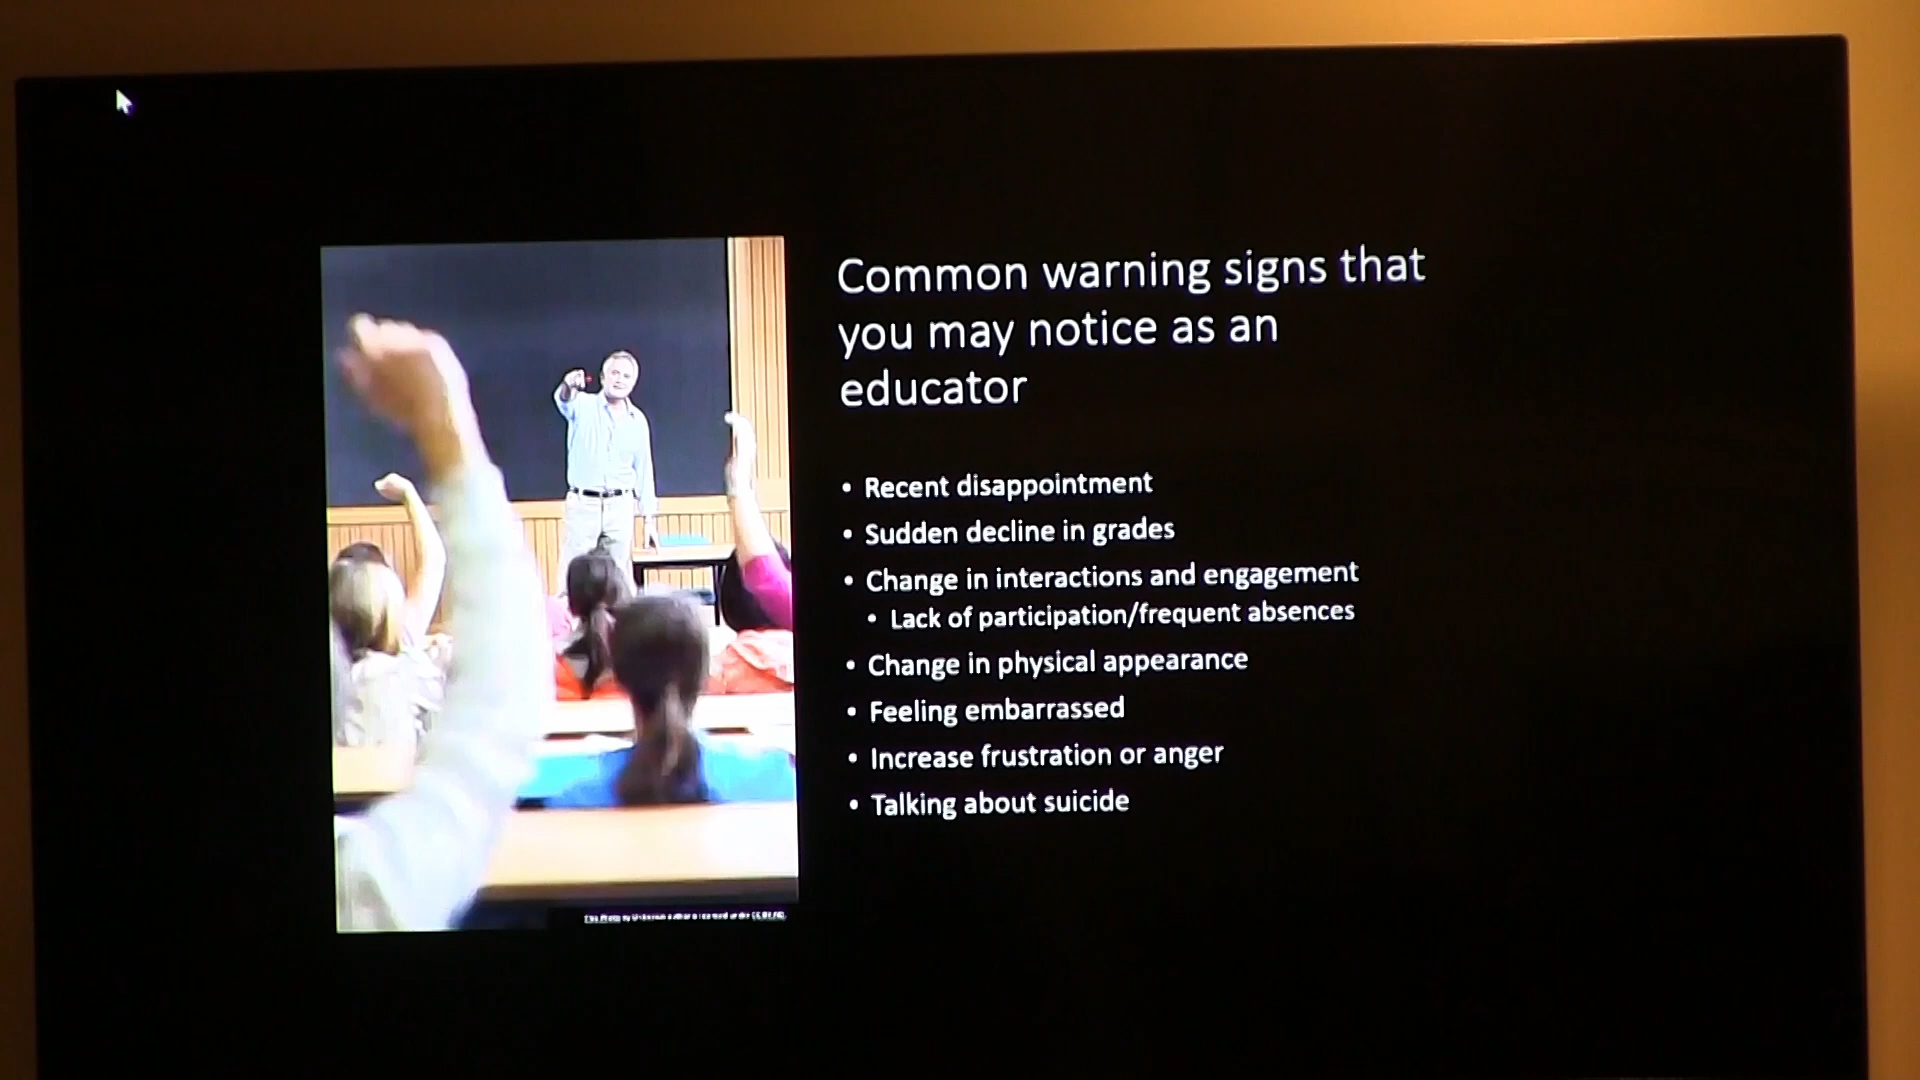 Common warning signs that
you may notice as an
educator
• Recent disappointment
• Sudden decline in grades
• Change in interactions and engagement
• Lack of participation/frequent absences
• Change in physical appearance
• Feeling embarrassed
• Increase frustration or anger
• Talking about suicide